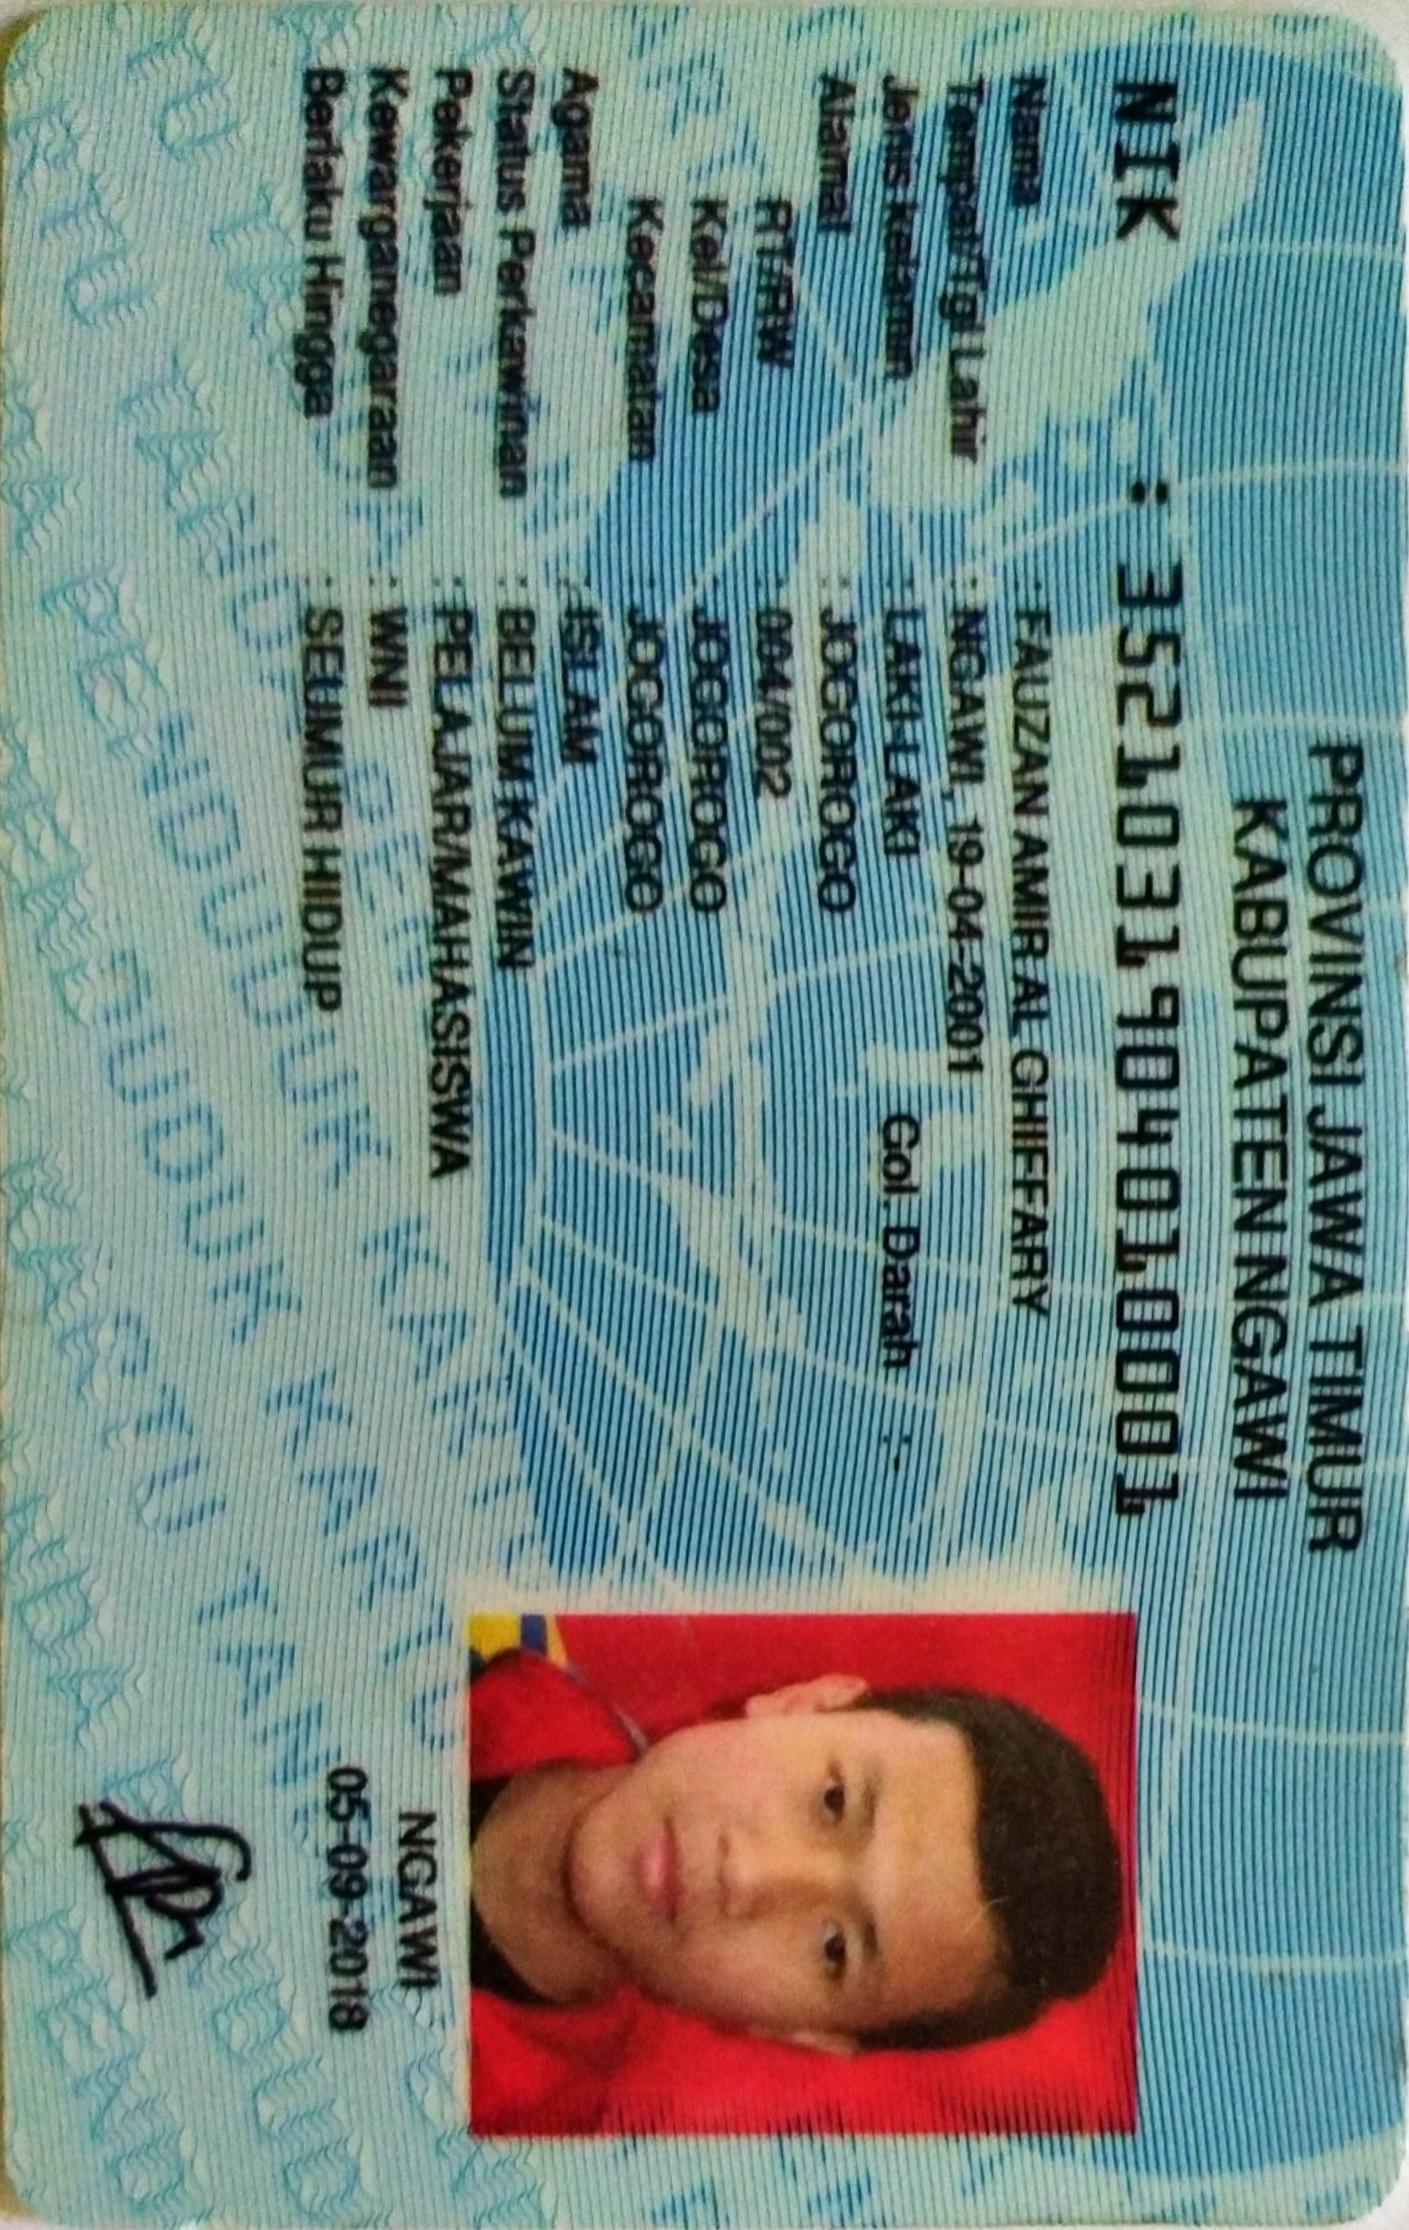 PROVINSI JAWA TIMUR
KABUPATEN NGAWI
NIK : 3521031904010001
Nama : FAUZAN AMIR AL GHIFFARY
Tempat/Tgl Lahir : NGAWI, 19-04-2001
Jenis kelamin : LAKI-LAKI Gol. Darah : -
Alamat : JOGOROGO
RT/RW : 004/002
Kel/Desa : JOGOROGO
Kecamatan : JOGOROGO
Agama : ISLAM
Status Perkawinan : BELUM KAWIN
Pekerjaan : PELAJAR/MAHASISWA
Kewarganegaraan : WNI
Berlaku Hingga : SEUMUR HIDUP
NGAWI
05-09-2018